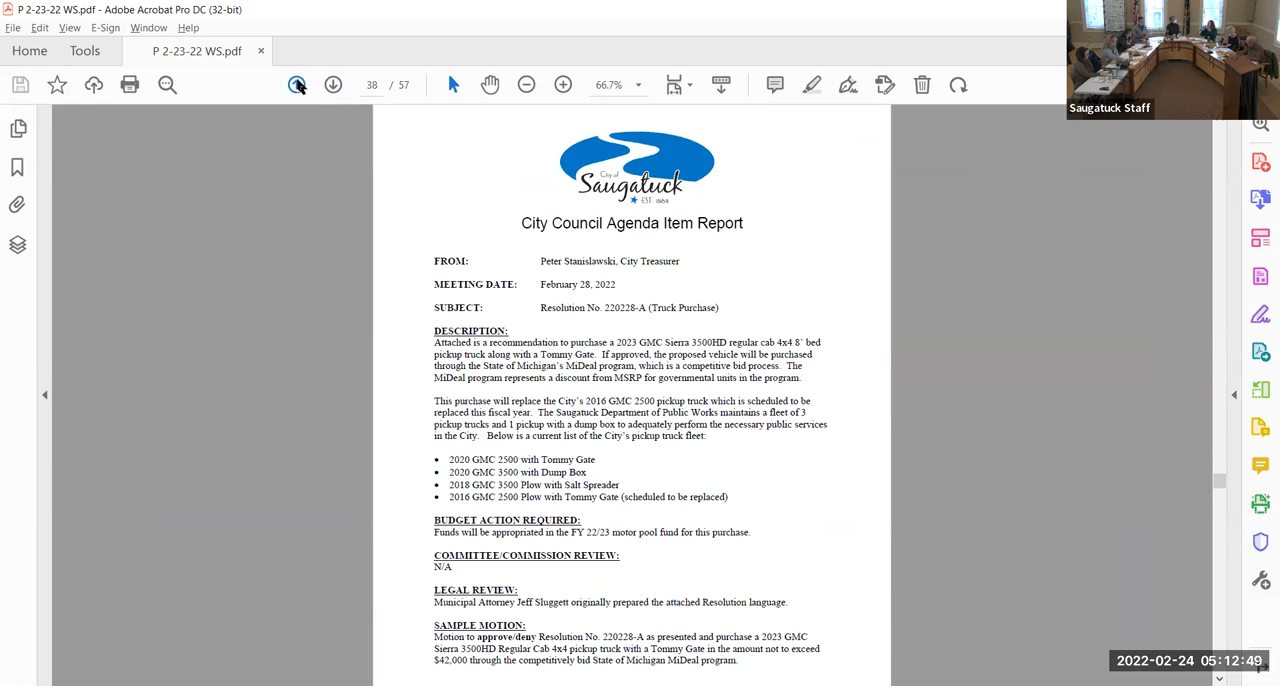 P 2-23-22 WS.pdf - Adobe Acrobat Pro DC (32-bit)
File Edit View E-Sign Window Help
Home Tools P 2-23-22 WS.pdf ×
38 / 57 66.7%
Saugatuck Staff
City of
Saugatuck
EST. 1868
City Council Agenda Item Report
FROM: Peter Stanislawski, City Treasurer
MEETING DATE: February 28, 2022
SUBJECT: Resolution No. 220228-A (Truck Purchase)
DESCRIPTION:
Attached is a recommendation to purchase a 2023 GMC Sierra 3500HD regular cab 4x4 8` bed
pickup truck along with a Tommy Gate. If approved, the proposed vehicle will be purchased
through the State of Michigan's MiDeal program, which is a competitive bid process. The
MiDeal program represents a discount from MSRP for governmental units in the program.
This purchase will replace the City's 2016 GMC 2500 pickup truck which is scheduled to be
replaced this fiscal year. The Saugatuck Department of Public Works maintains a fleet of 3
pickup trucks and 1 pickup with a dump box to adequately perform the necessary public services
in the City. Below is a current list of the City's pickup truck fleet:
• 2020 GMC 2500 with Tommy Gate
• 2020 GMC 3500 with Dump Box
• 2018 GMC 3500 Plow with Salt Spreader
• 2016 GMC 2500 Plow with Tommy Gate (scheduled to be replaced)
BUDGET ACTION REQUIRED:
Funds will be appropriated in the FY 22/23 motor pool fund for this purchase.
COMMITTEE/COMMISSION REVIEW:
N/A
LEGAL REVIEW:
Municipal Attorney Jeff Sluggett originally prepared the attached Resolution language.
SAMPLE MOTION:
Motion to approve/deny Resolution No. 220228-A as presented and purchase a 2023 GMC
Sierra 3500HD Regular Cab 4x4 pickup truck with a Tommy Gate in the amount not to exceed
$42,000 through the competitively bid State of Michigan MiDeal program.
2022-02-24 05:12:49